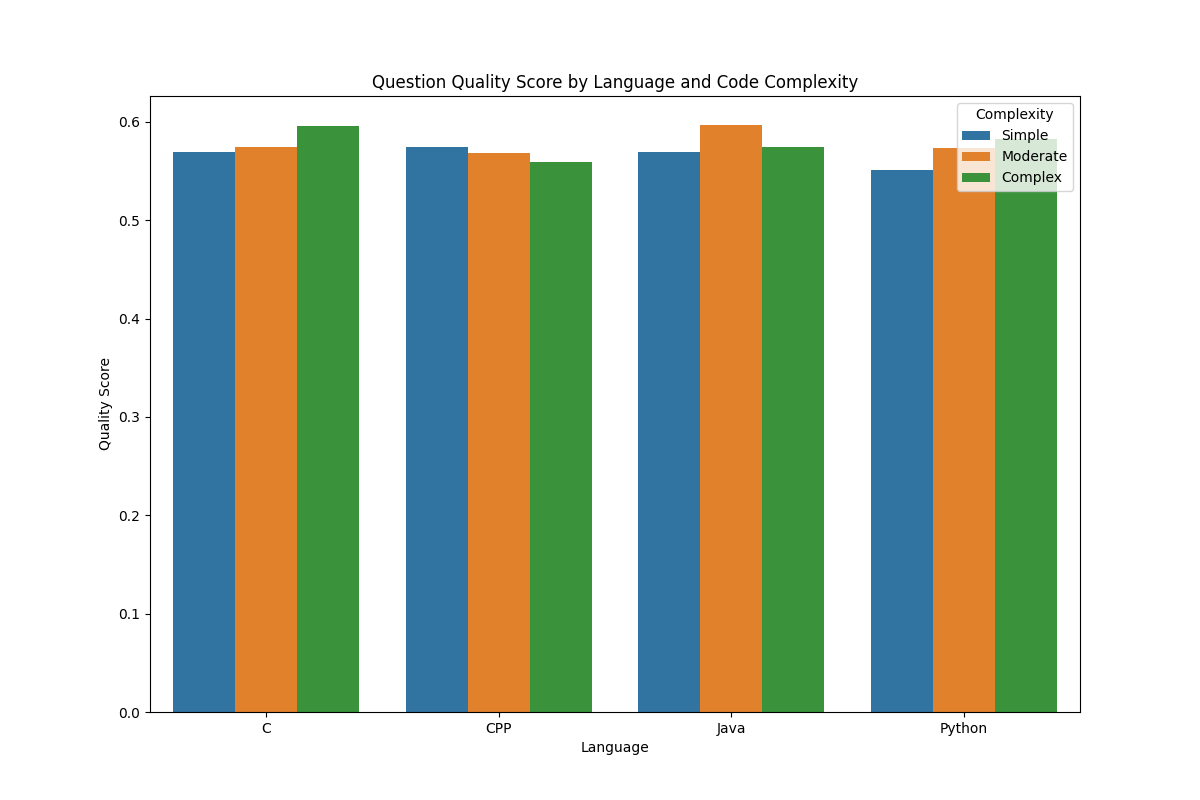 Question Quality Score by Language and Code Complexity
Complexity
Simple
Moderate
Complex
0.6
0.5
0.4
0.3
0.2
0.1
0.0
Quality Score
C
CPP
Java
Python
Language